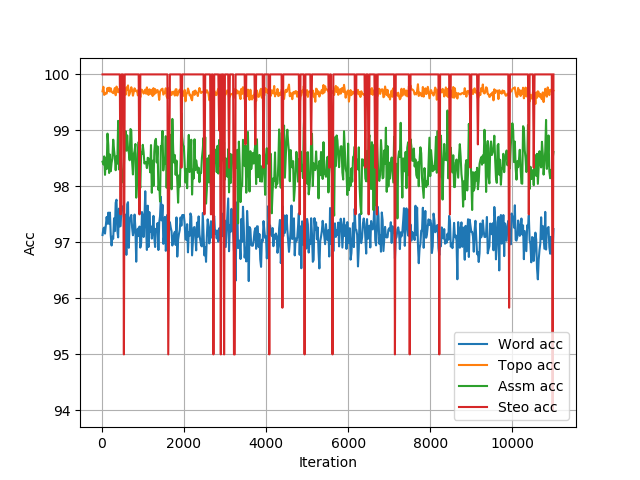 100
99
98
97
96
95
94
Acc
0
2000
4000
6000
8000
10000
Iteration
Word acc
Topo acc
Assm acc
Steo acc